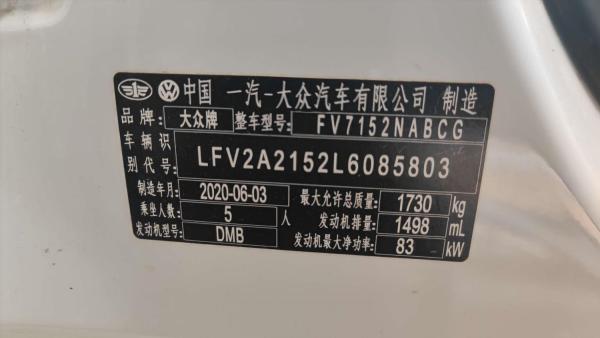 中国 一汽-大众汽车有限公司 制造
品牌: 大众牌 整车型号: FV7152NABCG
车辆识别代号: LFV2A2152L6085803
制造年月: 2020-06-03 最大允许总质量: 1730 kg
乘坐人数: 5 人 发动机排量: 1498 mL
发动机型号: DMB 发动机最大净功率: 83 kW